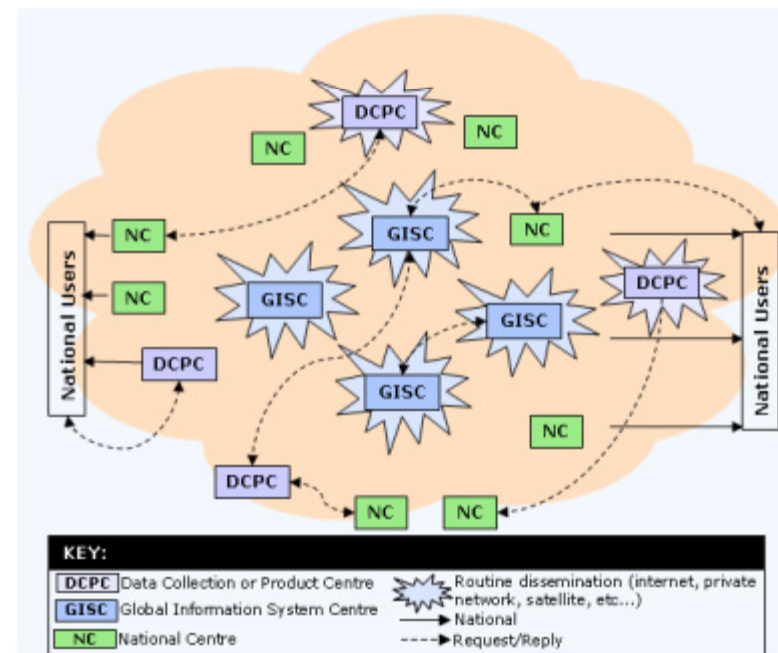 DCPC
NC
NC
NC
GISC
NC
National Users
NC
GISC
GISC
DCPC
National Users
DCPC
GISC
NC
DCPC
NC
NC
KEY:
DCPC Data Collection or Product Centre
GISC Global Information System Centre
NC National Centre
Routine dissemination (internet, private
network, satellite, etc...)
National
Request/Reply